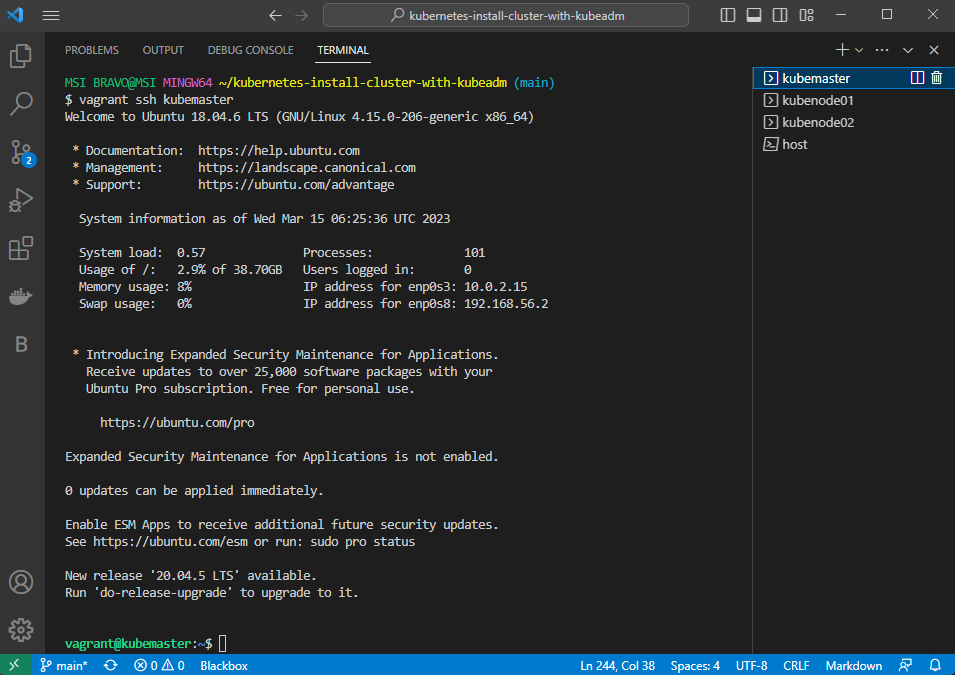 kubernetes-install-cluster-with-kubeadm
PROBLEMS OUTPUT DEBUG CONSOLE TERMINAL
MSI BRAVO@MSI MINGW64 ~/kubernetes-install-cluster-with-kubeadm (main)
$ vagrant ssh kubemaster
Welcome to Ubuntu 18.04.6 LTS (GNU/Linux 4.15.0-206-generic x86_64)
* Documentation: https://help.ubuntu.com
* Management: https://landscape.canonical.com
* Support: https://ubuntu.com/advantage
System information as of Wed Mar 15 06:25:36 UTC 2023
System load: 0.57 Processes: 101
Usage of /: 2.9% of 38.70GB Users logged in: 0
Memory usage: 8% IP address for enp0s3: 10.0.2.15
Swap usage: 0% IP address for enp0s8: 192.168.56.2
* Introducing Expanded Security Maintenance for Applications.
Receive updates to over 25,000 software packages with your
Ubuntu Pro subscription. Free for personal use.
https://ubuntu.com/pro
Expanded Security Maintenance for Applications is not enabled.
0 updates can be applied immediately.
Enable ESM Apps to receive additional future security updates.
See https://ubuntu.com/esm or run: sudo pro status
New release '20.04.5 LTS' available.
Run 'do-release-upgrade' to upgrade to it.
vagrant@kubemaster:~$
kubemaster
kubenode01
kubenode02
host
2
B
main* 0 0 Blackbox Ln 244, Col 38 Spaces: 4 UTF-8 CRLF Markdown